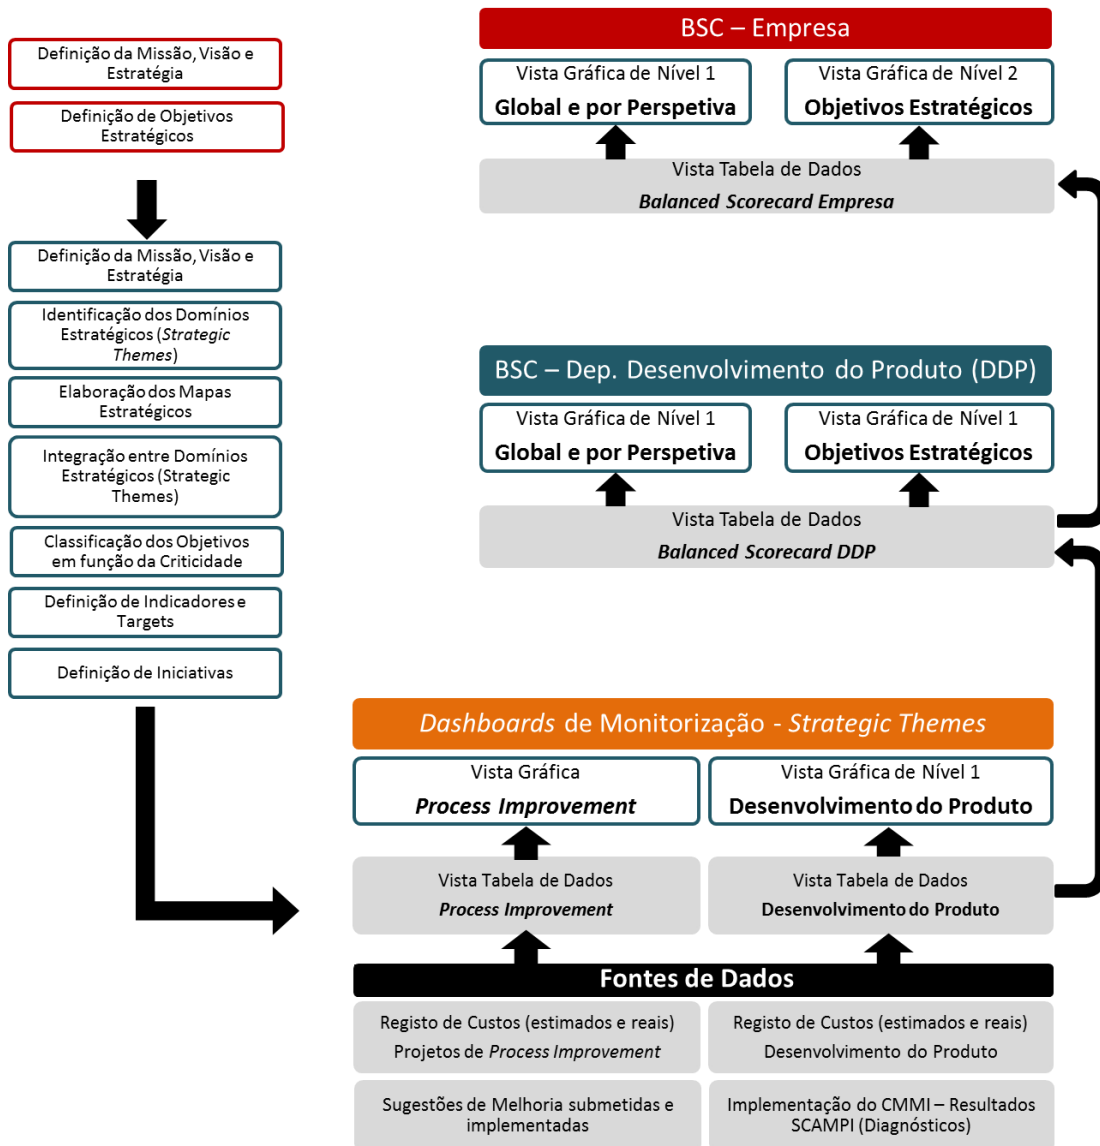 Definição da Missão, Visão e
Estratégia
Definição de Objetivos
Estratégicos
Definição da Missão, Visão e
Estratégia
Identificação dos Domínios
Estratégicos (Strategic
Themes)
Elaboração dos Mapas
Estratégicos
Integração entre Domínios
Estratégicos (Strategic
Themes)
Classificação dos Objetivos
em função da Criticidade
Definição de Indicadores e
Targets
Definição de Iniciativas
BSC – Empresa
Vista Gráfica de Nível 1
Global e por Perspetiva
Vista Gráfica de Nível 2
Objetivos Estratégicos
Vista Tabela de Dados
Balanced Scorecard Empresa
BSC – Dep. Desenvolvimento do Produto (DDP)
Vista Gráfica de Nível 1
Global e por Perspetiva
Vista Gráfica de Nível 1
Objetivos Estratégicos
Vista Tabela de Dados
Balanced Scorecard DDP
Dashboards de Monitorização - Strategic Themes
Vista Gráfica
Process Improvement
Vista Gráfica de Nível 1
Desenvolvimento do Produto
Vista Tabela de Dados
Process Improvement
Vista Tabela de Dados
Desenvolvimento do Produto
Fontes de Dados
Registo de Custos (estimados e reais)
Projetos de Process Improvement
Registo de Custos (estimados e reais)
Desenvolvimento do Produto
Sugestões de Melhoria submetidas e
implementadas
Implementação do CMMI – Resultados
SCAMPI (Diagnósticos)